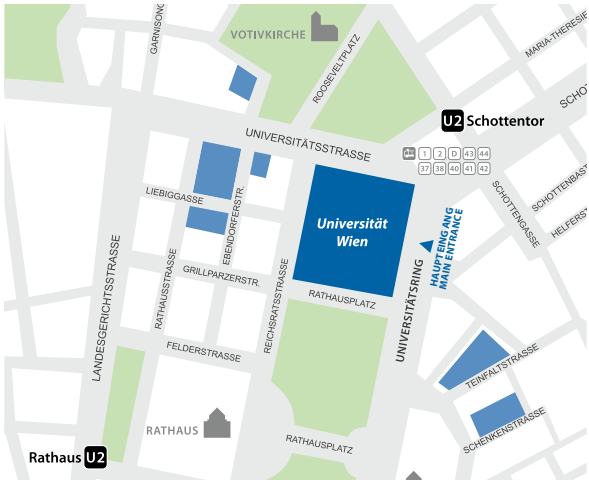 GARNISONG
VOTIVKIRCHE
ROOSEVELTPLATZ
MARIA-THERESIE
SCHO
U2 Schottentor
UNIVERSITÄTSSTRASSE
1 2 D 43 44
37 38 40 41 42
SCHOTTENBAST
SCHOTTENGASSE
HELFERST
LIEBIGGASSE
EBENDORFERSTR.
Universität
Wien
HAUPTEINGANG
MAIN ENTRANCE
RATHAUSSTRASSE
GRILLPARZERSTR.
REICHSRATSSTRASSE
RATHAUSPLATZ
UNIVERSITÄTSRING
LANDESGERICHTSSTRASSE
FELDERSTRASSE
TEINFALTSTRASSE
SCHENKENSTRASSE
RATHAUS
RATHAUSPLATZ
Rathaus U2